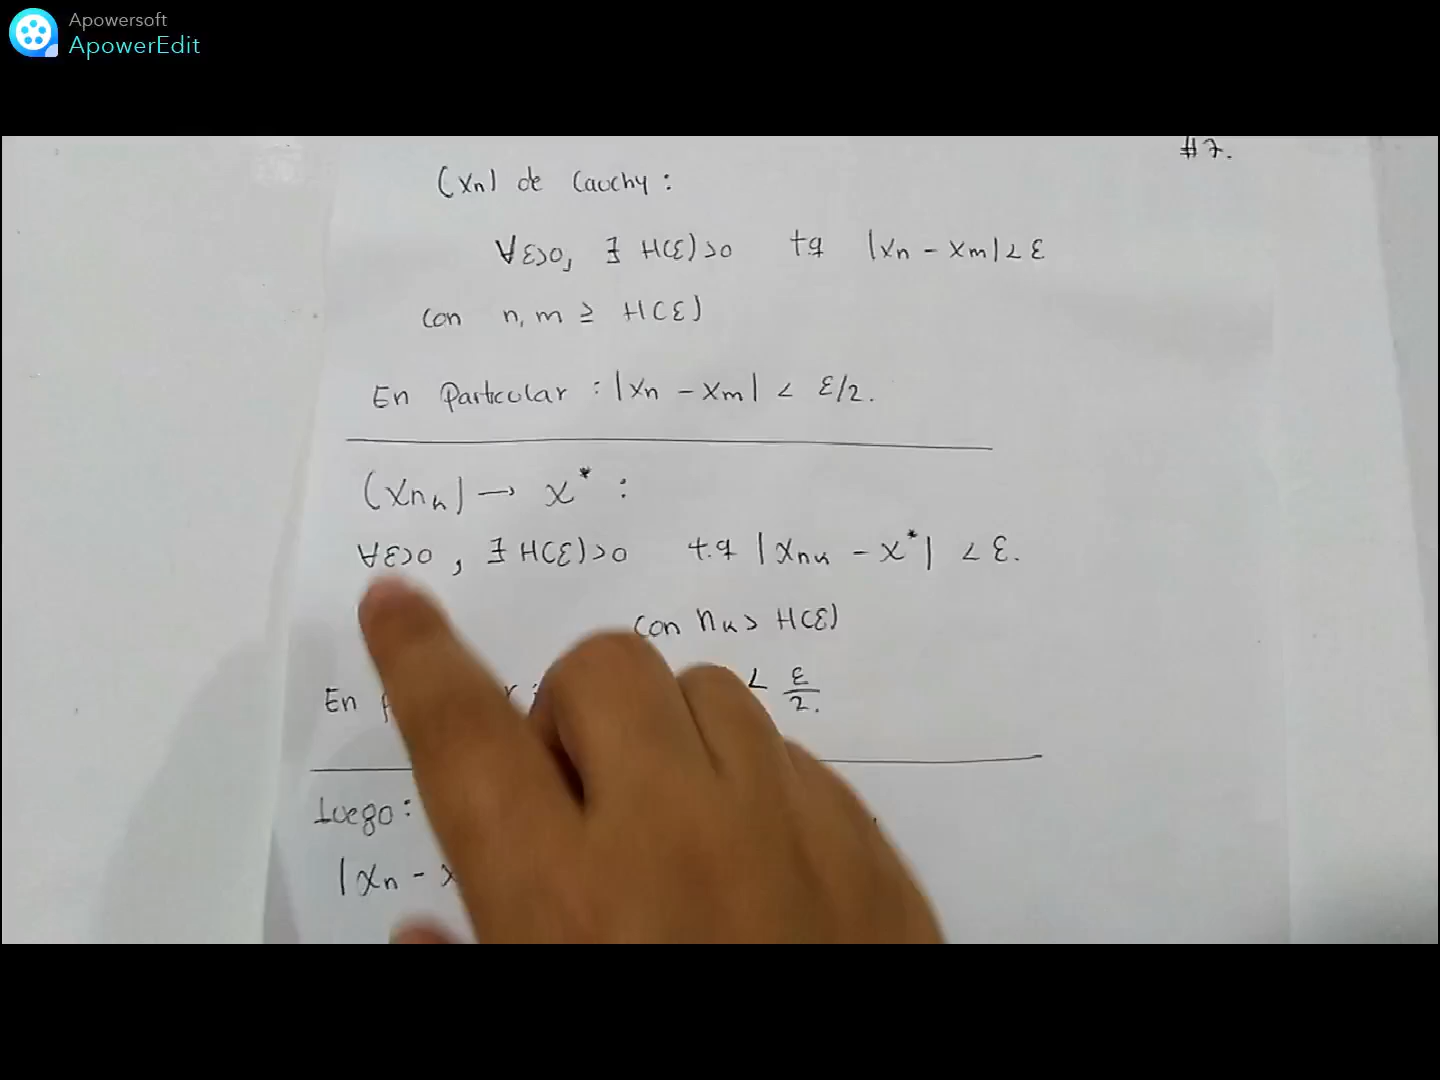 Apowersoft
ApowerEdit
#7.
(xn) de Cauchy:
∀ε>0, ∃ H(ε)>0 t.q |xn - xm| < ε
con n, m ≥ H(ε)
En Particular: |xn - xm| < ε/2.
(xnk) → x* :
∀ε>0, ∃ H(ε)>0 t.q |xnk - x*| < ε.
con nk > H(ε)
En < ε/2.
Luego:
|xn - x